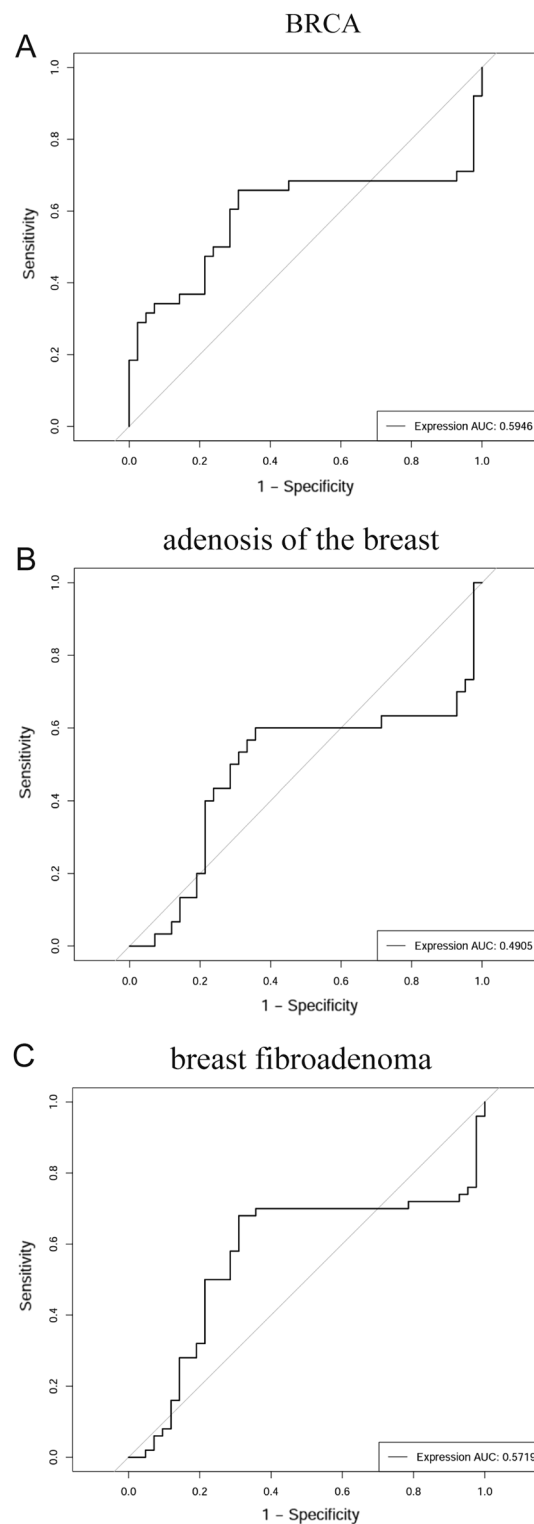 BRCA
A
1.0
0.8
0.6
0.4
0.2
0.0
Sensitivity
Expression AUC: 0.5946
0.0 0.2 0.4 0.6 0.8 1.0
1 – Specificity
adenosis of the breast
B
1.0
0.8
0.6
0.4
0.2
0.0
Sensitivity
Expression AUC: 0.4905
0.0 0.2 0.4 0.6 0.8 1.0
1 – Specificity
breast fibroadenoma
C
1.0
0.8
0.6
0.4
0.2
0.0
Sensitivity
Expression AUC: 0.5719
0.0 0.2 0.4 0.6 0.8 1.0
1 – Specificity